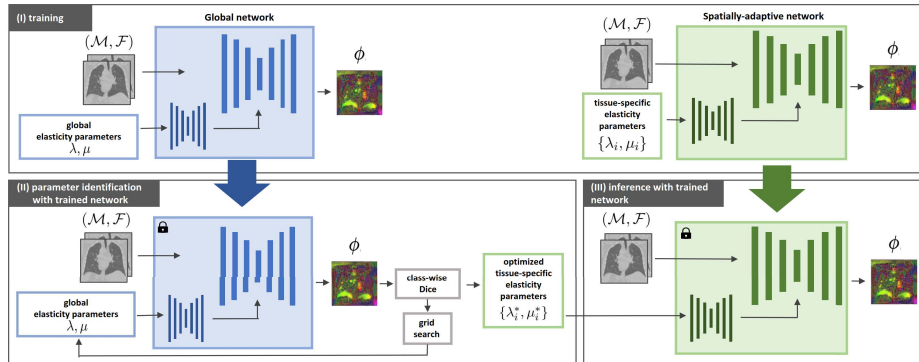 (I) training
Global network
(M, F)
ϕ
global
elasticity parameters
λ, μ
Spatially-adaptive network
(M, F)
ϕ
tissue-specific
elasticity
parameters
{λᵢ, μᵢ}
(II) parameter identification
with trained network
(M, F)
ϕ
global
elasticity parameters
λ, μ
class-wise
Dice
grid
search
optimized
tissue-specific
elasticity
parameters
{λᵢ*, μᵢ*}
(III) inference with trained
network
(M, F)
ϕ